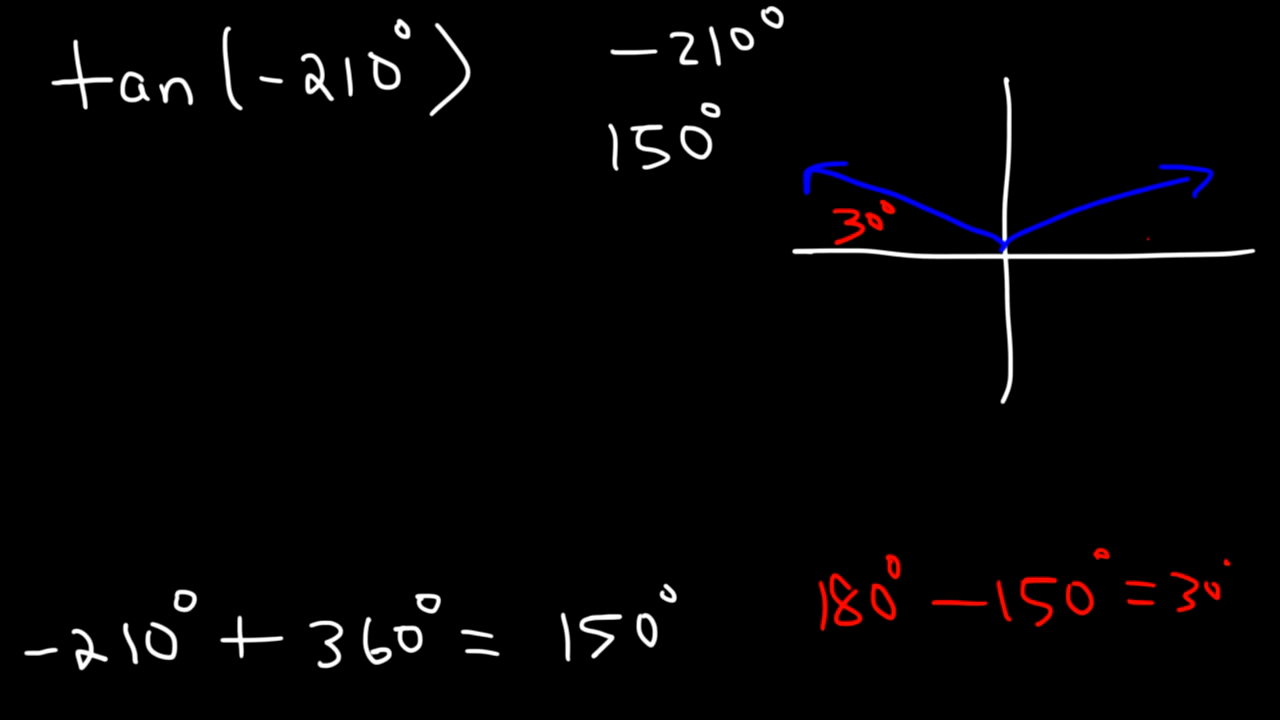 tan(-210°)
-210°
150°
30°
-210° + 360° = 150°
180° - 150° = 30°